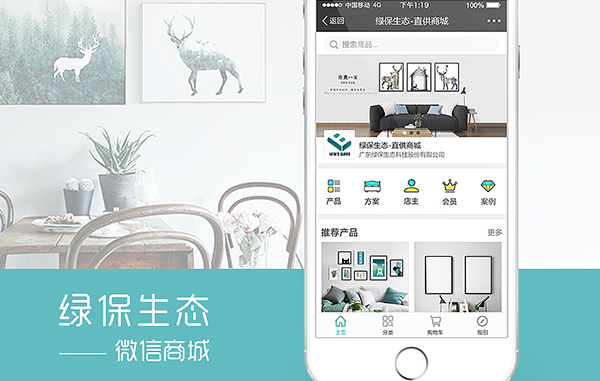 中国移动 4G
下午1:19
100%
返回
绿保生态-直供商城
搜索商品...
绿保生态-直供商城
广东绿保生态科技股份有限公司
产品
方案
店主
会员
案例
推荐产品
更多
主页
分类
购物车
指引
绿保生态
—— 微信商城